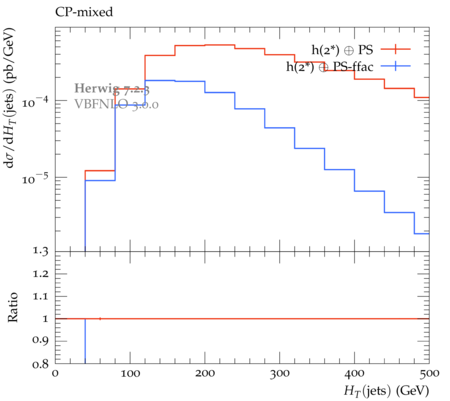 CP-mixed
h(2*) ⊕ PS
h(2*) ⊕ PS-ffac
Herwig 7.2.3
VBFNLO 3.0.0
dσ/dH_T(jets) (pb/GeV)
10⁻⁴
10⁻⁵
1.3
1.2
1.1
1
0.9
0.8
Ratio
0 100 200 300 400 500
H_T(jets) (GeV)